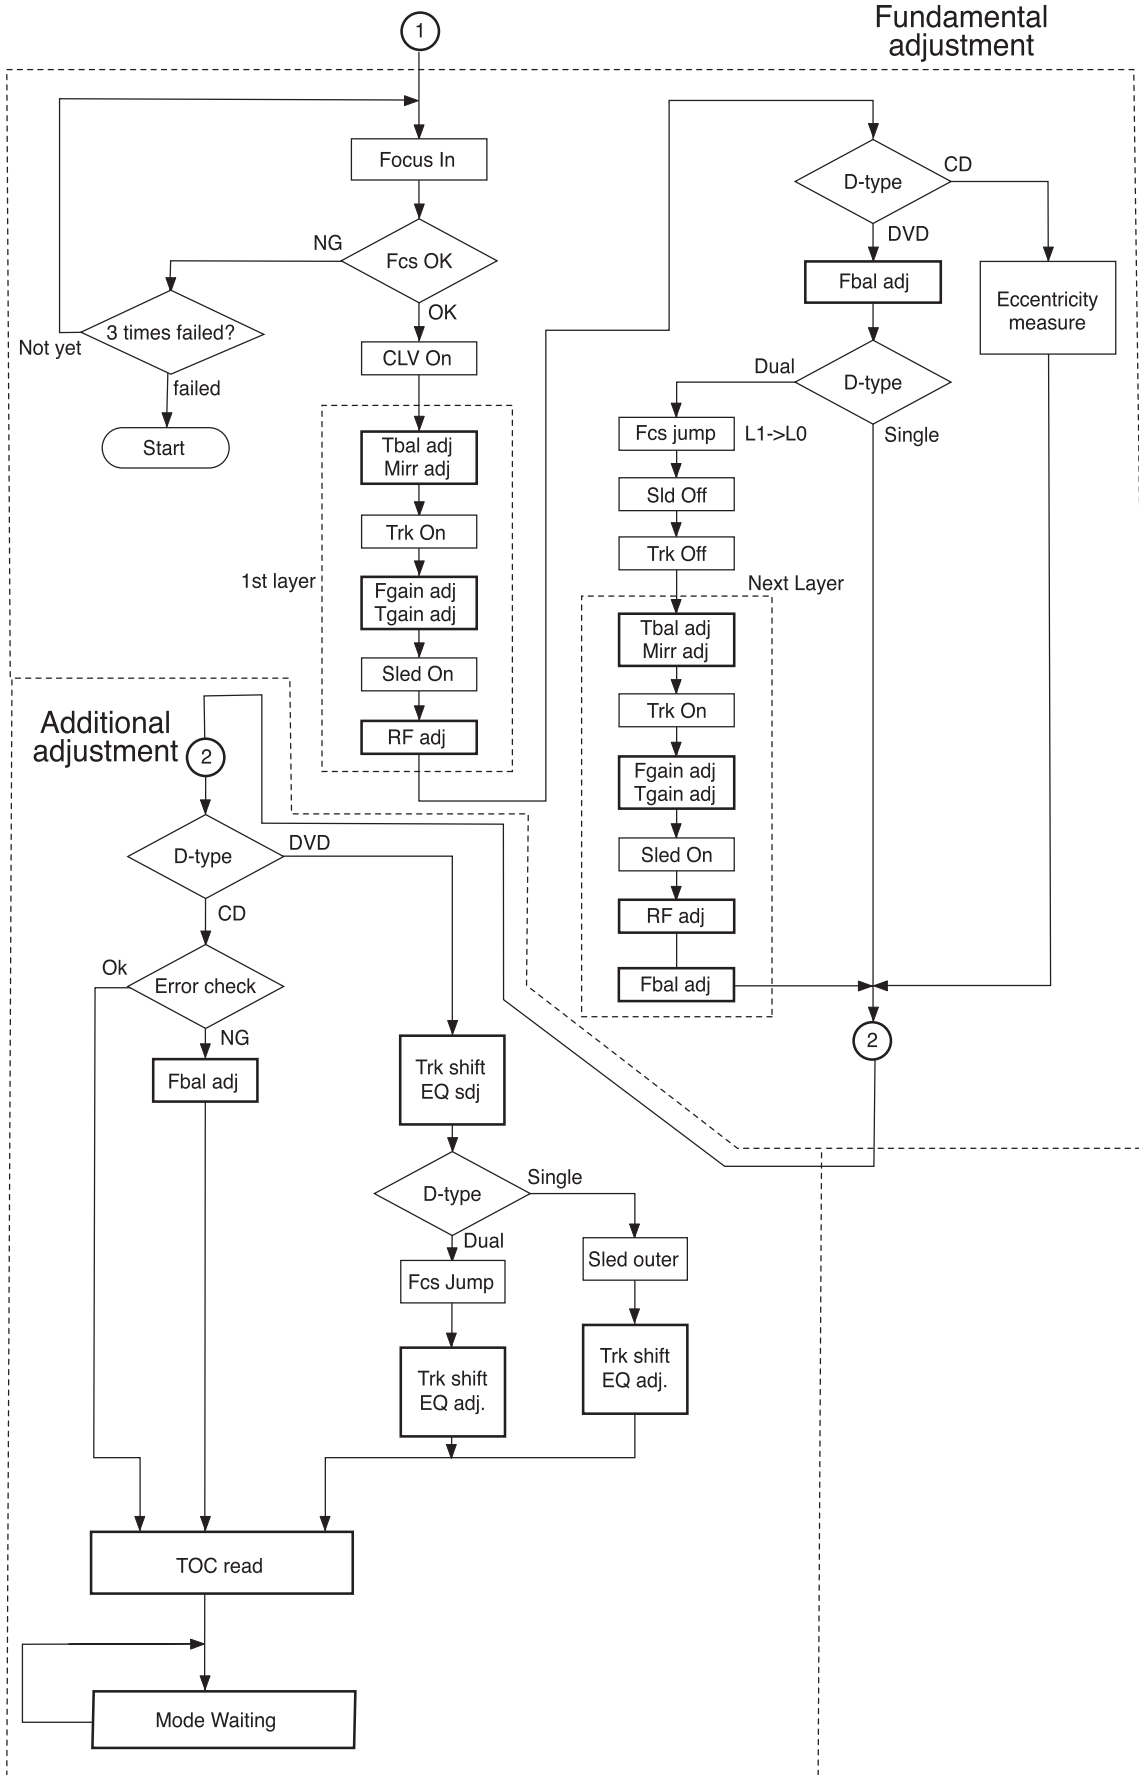 Fundamental
adjustment
1
Focus In
NG
Fcs OK
OK
3 times failed?
Not yet
failed
Start
CLV On
1st layer
Tbal adj
Mirr adj
Trk On
Fgain adj
Tgain adj
Sled On
RF adj
D-type
CD
DVD
Fbal adj
Eccentricity
measure
Dual
D-type
Single
Fcs jump
L1->L0
Sld Off
Trk Off
Next Layer
Tbal adj
Mirr adj
Trk On
Fgain adj
Tgain adj
Sled On
RF adj
Fbal adj
2
Additional
adjustment
2
D-type
DVD
CD
Ok
Error check
NG
Fbal adj
Trk shift
EQ sdj
D-type
Single
Dual
Fcs Jump
Sled outer
Trk shift
EQ adj.
Trk shift
EQ adj.
TOC read
Mode Waiting